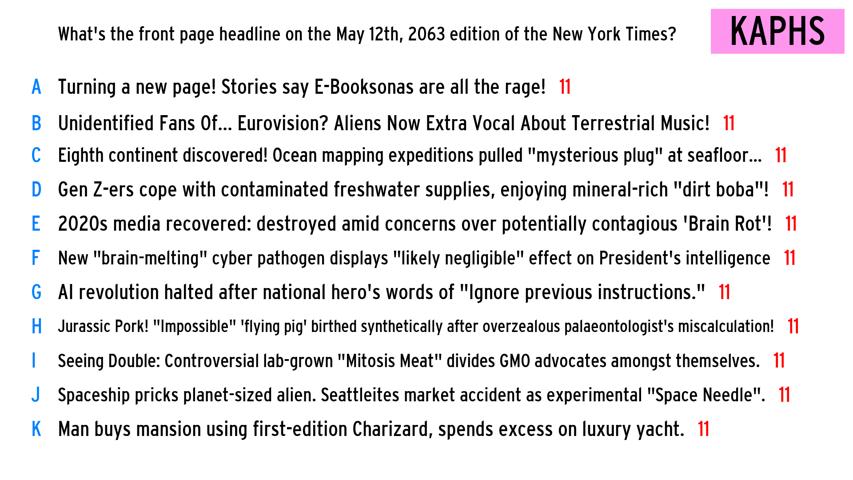 What's the front page headline on the May 12th, 2063 edition of the New York Times?
KAPHS
A Turning a new page! Stories say E-Booksonas are all the rage! 11
B Unidentified Fans Of... Eurovision? Aliens Now Extra Vocal About Terrestrial Music! 11
C Eighth continent discovered! Ocean mapping expeditions pulled "mysterious plug" at seafloor... 11
D Gen Z-ers cope with contaminated freshwater supplies, enjoying mineral-rich "dirt boba"! 11
E 2020s media recovered: destroyed amid concerns over potentially contagious 'Brain Rot'! 11
F New "brain-melting" cyber pathogen displays "likely negligible" effect on President's intelligence 11
G AI revolution halted after national hero's words of "Ignore previous instructions." 11
H Jurassic Pork! "Impossible" 'flying pig' birthed synthetically after overzealous palaeontologist's miscalculation! 11
I Seeing Double: Controversial lab-grown "Mitosis Meat" divides GMO advocates amongst themselves. 11
J Spaceship pricks planet-sized alien. Seattleites market accident as experimental "Space Needle". 11
K Man buys mansion using first-edition Charizard, spends excess on luxury yacht. 11